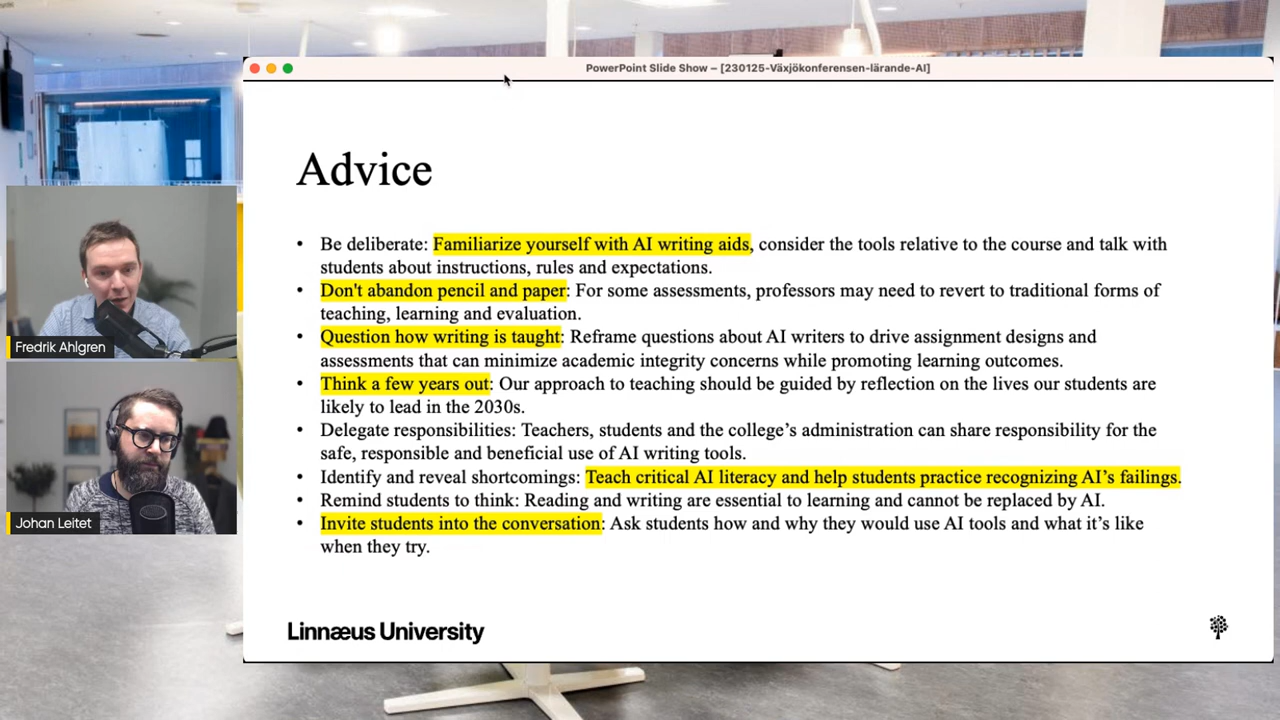 PowerPoint Slide Show – [230125-Växjökonferensen-lärande-AI]
Advice
• Be deliberate: Familiarize yourself with AI writing aids, consider the tools relative to the course and talk with
students about instructions, rules and expectations.
• Don't abandon pencil and paper: For some assessments, professors may need to revert to traditional forms of
teaching, learning and evaluation.
• Question how writing is taught: Reframe questions about AI writers to drive assignment designs and
assessments that can minimize academic integrity concerns while promoting learning outcomes.
• Think a few years out: Our approach to teaching should be guided by reflection on the lives our students are
likely to lead in the 2030s.
• Delegate responsibilities: Teachers, students and the college’s administration can share responsibility for the
safe, responsible and beneficial use of AI writing tools.
• Identify and reveal shortcomings: Teach critical AI literacy and help students practice recognizing AI’s failings.
• Remind students to think: Reading and writing are essential to learning and cannot be replaced by AI.
• Invite students into the conversation: Ask students how and why they would use AI tools and what it’s like
when they try.
Linnæus University
Fredrik Ahlgren
Johan Leitet